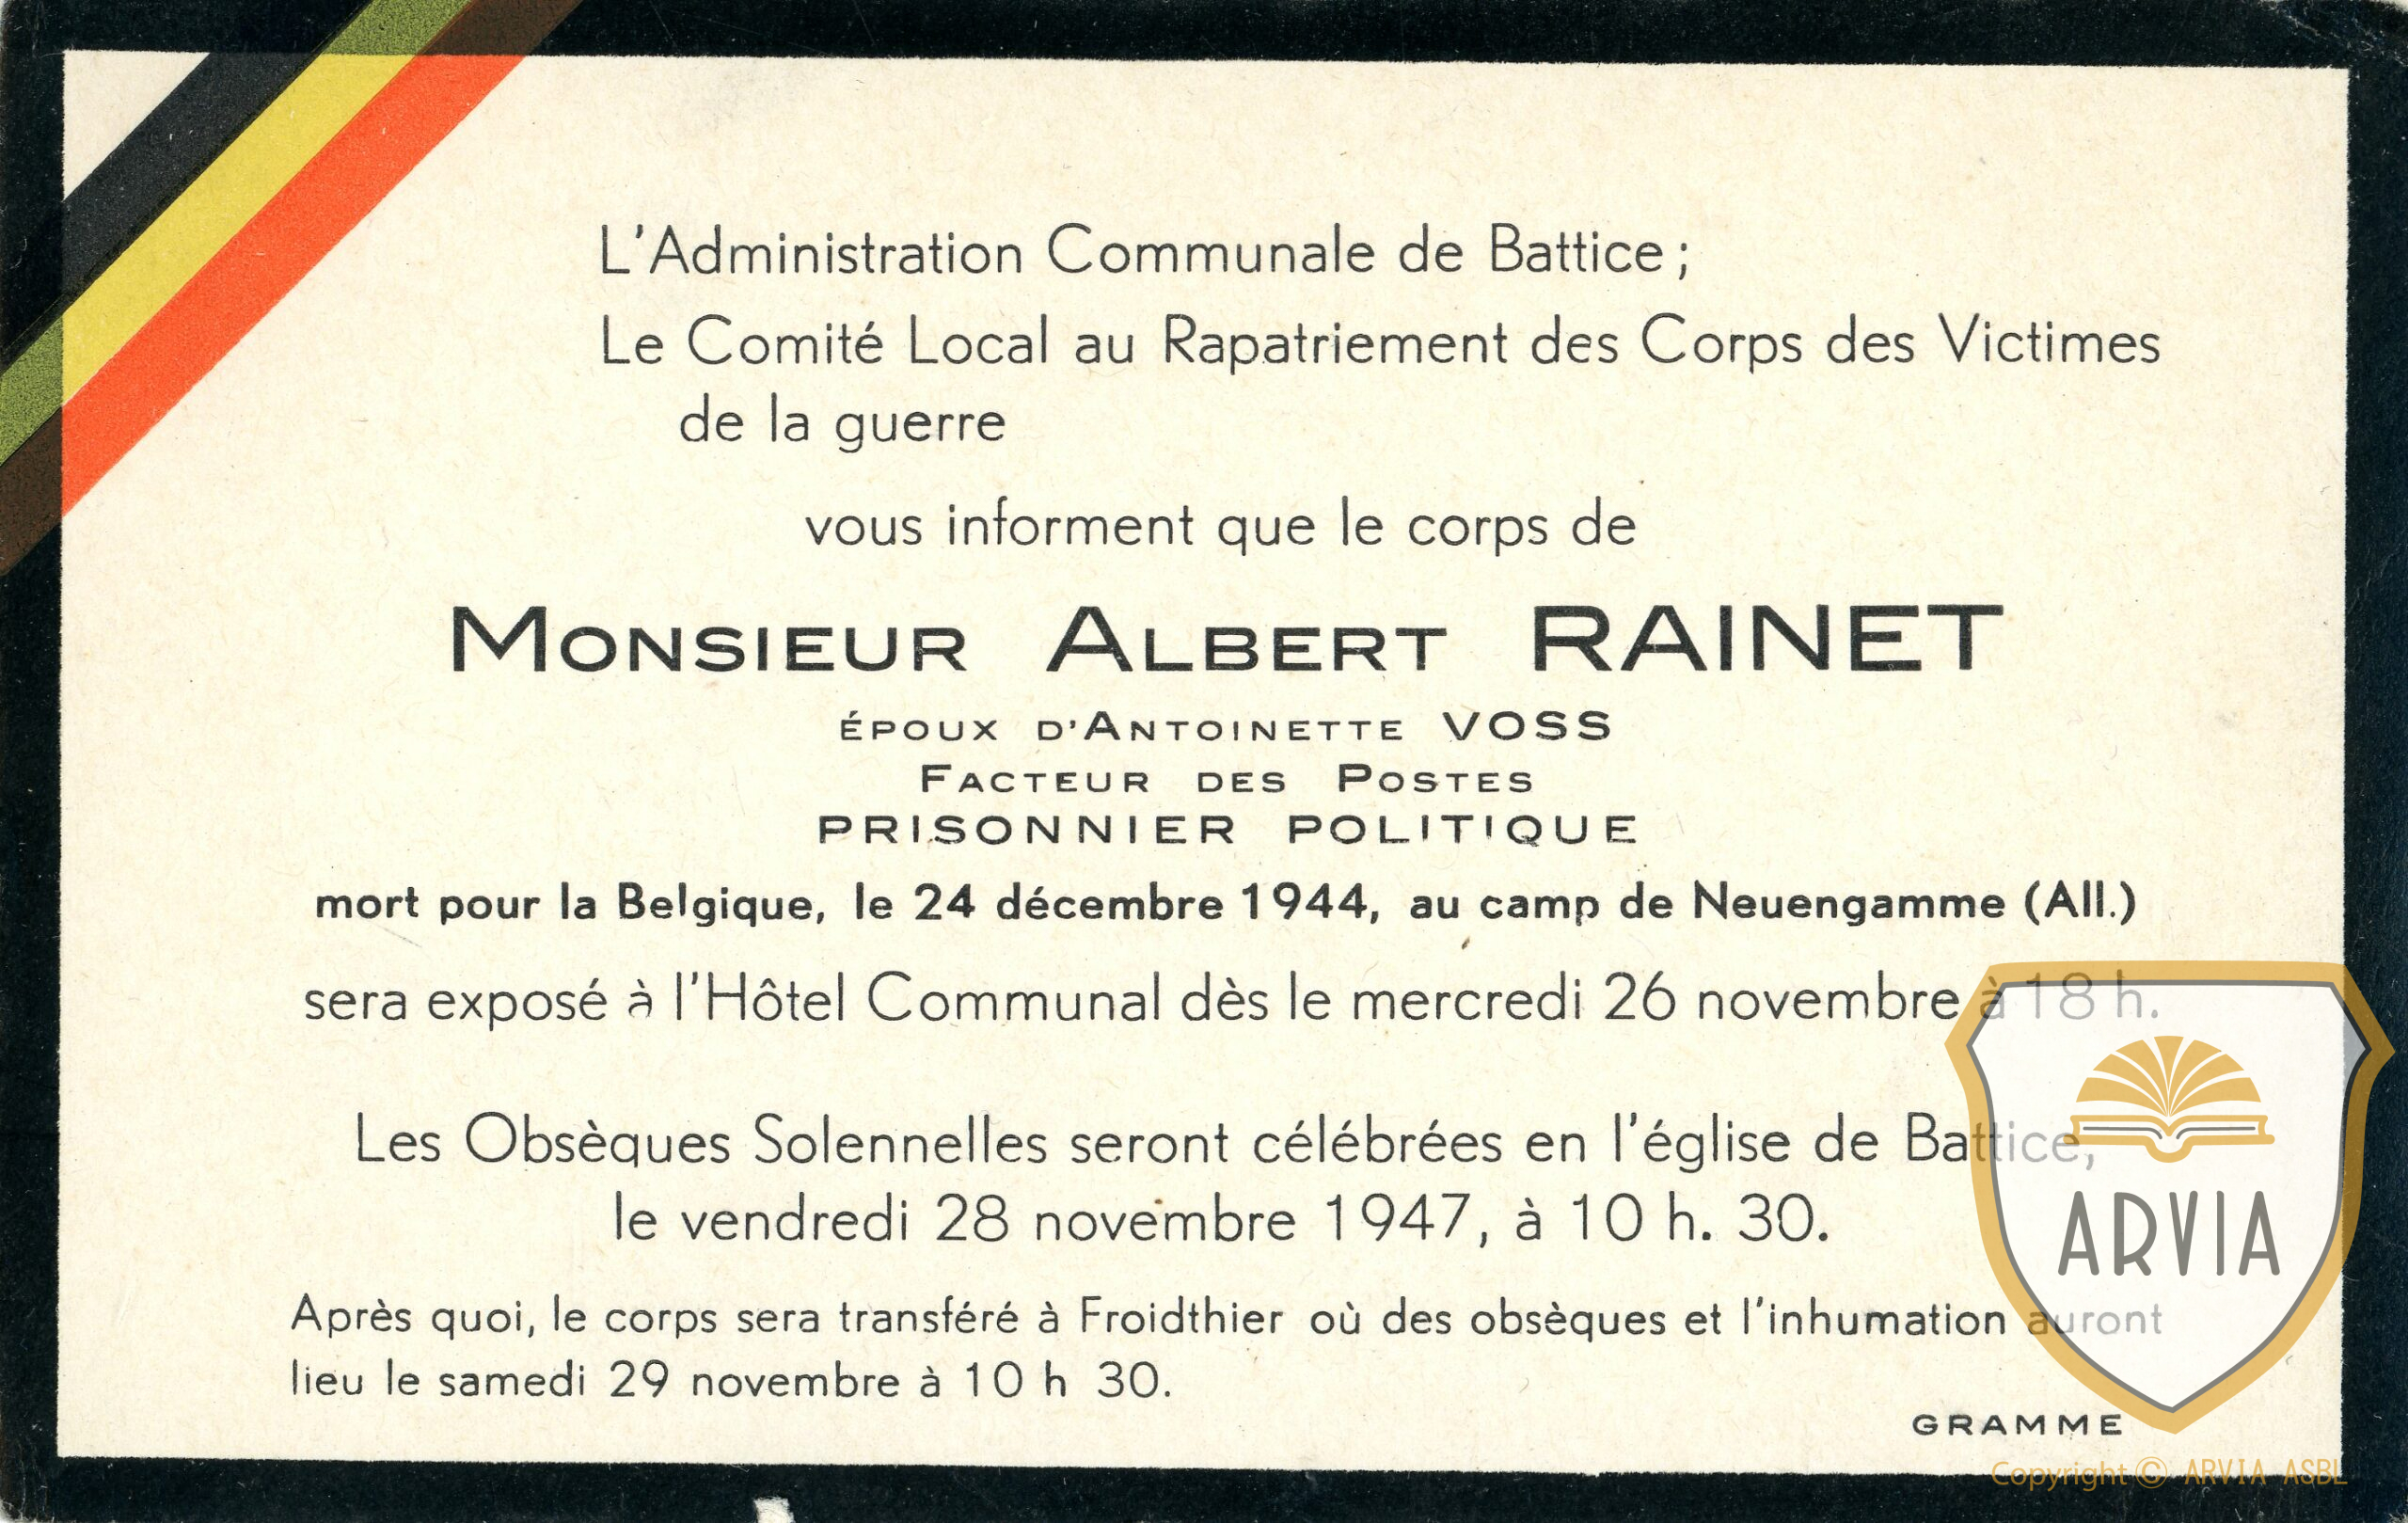 L'Administration Communale de Battice ;
Le Comité Local au Rapatriement des Corps des Victimes
de la guerre
vous informent que le corps de
MONSIEUR ALBERT RAINET
ÉPOUX D'ANTOINETTE VOSS
FACTEUR DES POSTES
PRISONNIER POLITIQUE
mort pour la Belgique, le 24 décembre 1944, au camp de Neuengamme (All.)
sera exposé à l'Hôtel Communal dès le mercredi 26 novembre à 18 h.
Les Obsèques Solennelles seront célébrées en l'église de Battice,
le vendredi 28 novembre 1947, à 10 h. 30.
Après quoi, le corps sera transféré à Froidthier où des obsèques et l'inhumation auront
lieu le samedi 29 novembre à 10 h 30.
GRAMME
ARVIA
Copyright © ARVIA ASBL